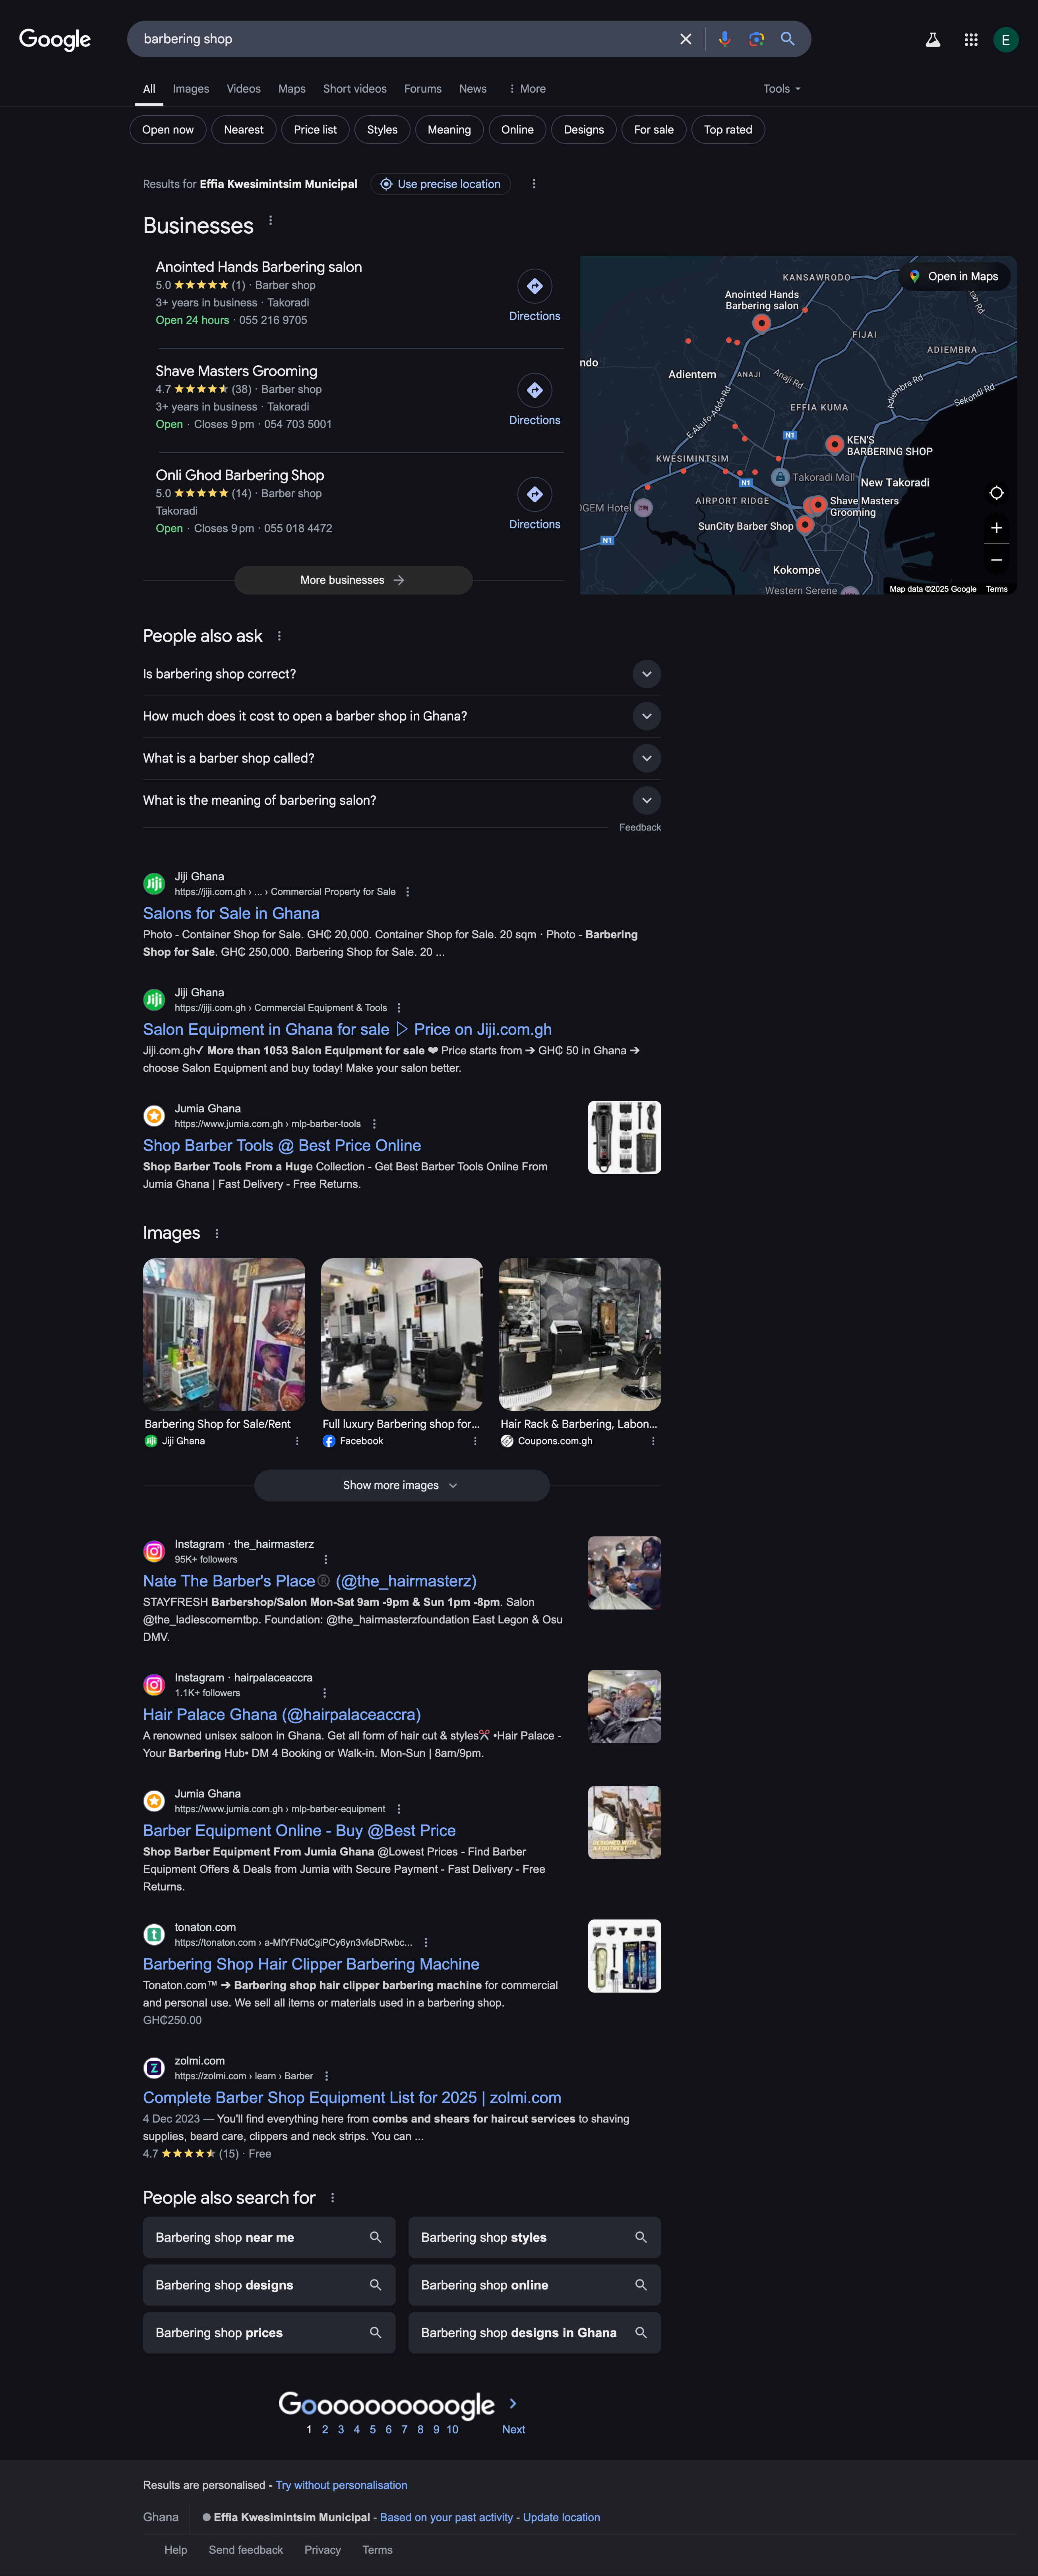 Google
barbering shop
E
All Images Videos Maps Short videos Forums News More Tools
Open now Nearest Price list Styles Meaning Online Designs For sale Top rated
Results for Effia Kwesimintsim Municipal Use precise location
Businesses
Anointed Hands Barbering salon
5.0 (1) · Barber shop
3+ years in business · Takoradi
Open 24 hours · 055 216 9705
Directions
Shave Masters Grooming
4.7 (38) · Barber shop
3+ years in business · Takoradi
Open · Closes 9 pm · 054 703 5001
Directions
Onli Ghod Barbering Shop
5.0 (14) · Barber shop
Takoradi
Open · Closes 9 pm · 055 018 4472
Directions
More businesses
Open in Maps
KANSAWRODO
Anointed Hands
Barbering salon
FIJAI
ADIEMBRA
Adientem
ANAJI
Anaji Rd
Adiembra Rd
Sekondi Rd
E Akufo-Addo Rd
EFFIA KUMA
N1
KEN'S
BARBERING SHOP
KWESIMINTSIM
Takoradi Mall
New Takoradi
N1
AIRPORT RIDGE
Shave Masters
Grooming
SunCity Barber Shop
N1
Kokompe
Western Serene
Map data ©2025 Google Terms
People also ask
Is barbering shop correct?
How much does it cost to open a barber shop in Ghana?
What is a barber shop called?
What is the meaning of barbering salon?
Feedback
Jiji Ghana
https://jiji.com.gh › ... › Commercial Property for Sale
Salons for Sale in Ghana
Photo - Container Shop for Sale. GH₵ 20,000. Container Shop for Sale. 20 sqm · Photo - Barbering
Shop for Sale. GH₵ 250,000. Barbering Shop for Sale. 20 ...
Jiji Ghana
https://jiji.com.gh › Commercial Equipment & Tools
Salon Equipment in Ghana for sale ▷ Price on Jiji.com.gh
Jiji.com.gh✓ More than 1053 Salon Equipment for sale ❤ Price starts from ➔ GH₵ 50 in Ghana ➔
choose Salon Equipment and buy today! Make your salon better.
Jumia Ghana
https://www.jumia.com.gh › mlp-barber-tools
Shop Barber Tools @ Best Price Online
Shop Barber Tools From a Huge Collection - Get Best Barber Tools Online From
Jumia Ghana | Fast Delivery - Free Returns.
Images
Barbering Shop for Sale/Rent
Jiji Ghana
Full luxury Barbering shop for...
Facebook
Hair Rack & Barbering, Labon...
Coupons.com.gh
Show more images
Instagram · the_hairmasterz
95K+ followers
Nate The Barber's Place® (@the_hairmasterz)
STAYFRESH Barbershop/Salon Mon-Sat 9am -9pm & Sun 1pm -8pm. Salon
@the_ladiescornerntbp. Foundation: @the_hairmasterzfoundation East Legon & Osu
DMV.
Instagram · hairpalaceaccra
1.1K+ followers
Hair Palace Ghana (@hairpalaceaccra)
A renowned unisex saloon in Ghana. Get all form of hair cut & styles✂️ •Hair Palace -
Your Barbering Hub• DM 4 Booking or Walk-in. Mon-Sun | 8am/9pm.
Jumia Ghana
https://www.jumia.com.gh › mlp-barber-equipment
Barber Equipment Online - Buy @Best Price
Shop Barber Equipment From Jumia Ghana @Lowest Prices - Find Barber
Equipment Offers & Deals from Jumia with Secure Payment - Fast Delivery - Free
Returns.
DESIGNED WITH
A FOOTREST
tonaton.com
https://tonaton.com › a-MfYFNdCgiPCy6yn3vfeDRwbc...
Barbering Shop Hair Clipper Barbering Machine
Tonaton.com™ ➔ Barbering shop hair clipper barbering machine for commercial
and personal use. We sell all items or materials used in a barbering shop.
GH₵250.00
zolmi.com
https://zolmi.com › learn › Barber
Complete Barber Shop Equipment List for 2025 | zolmi.com
4 Dec 2023 — You'll find everything here from combs and shears for haircut services to shaving
supplies, beard care, clippers and neck strips. You can ...
4.7 (15) · Free
People also search for
Barbering shop near me
Barbering shop styles
Barbering shop designs
Barbering shop online
Barbering shop prices
Barbering shop designs in Ghana
Goooooooooogle
1 2 3 4 5 6 7 8 9 10 Next
Results are personalised - Try without personalisation
Ghana Effia Kwesimintsim Municipal - Based on your past activity - Update location
Help Send feedback Privacy Terms